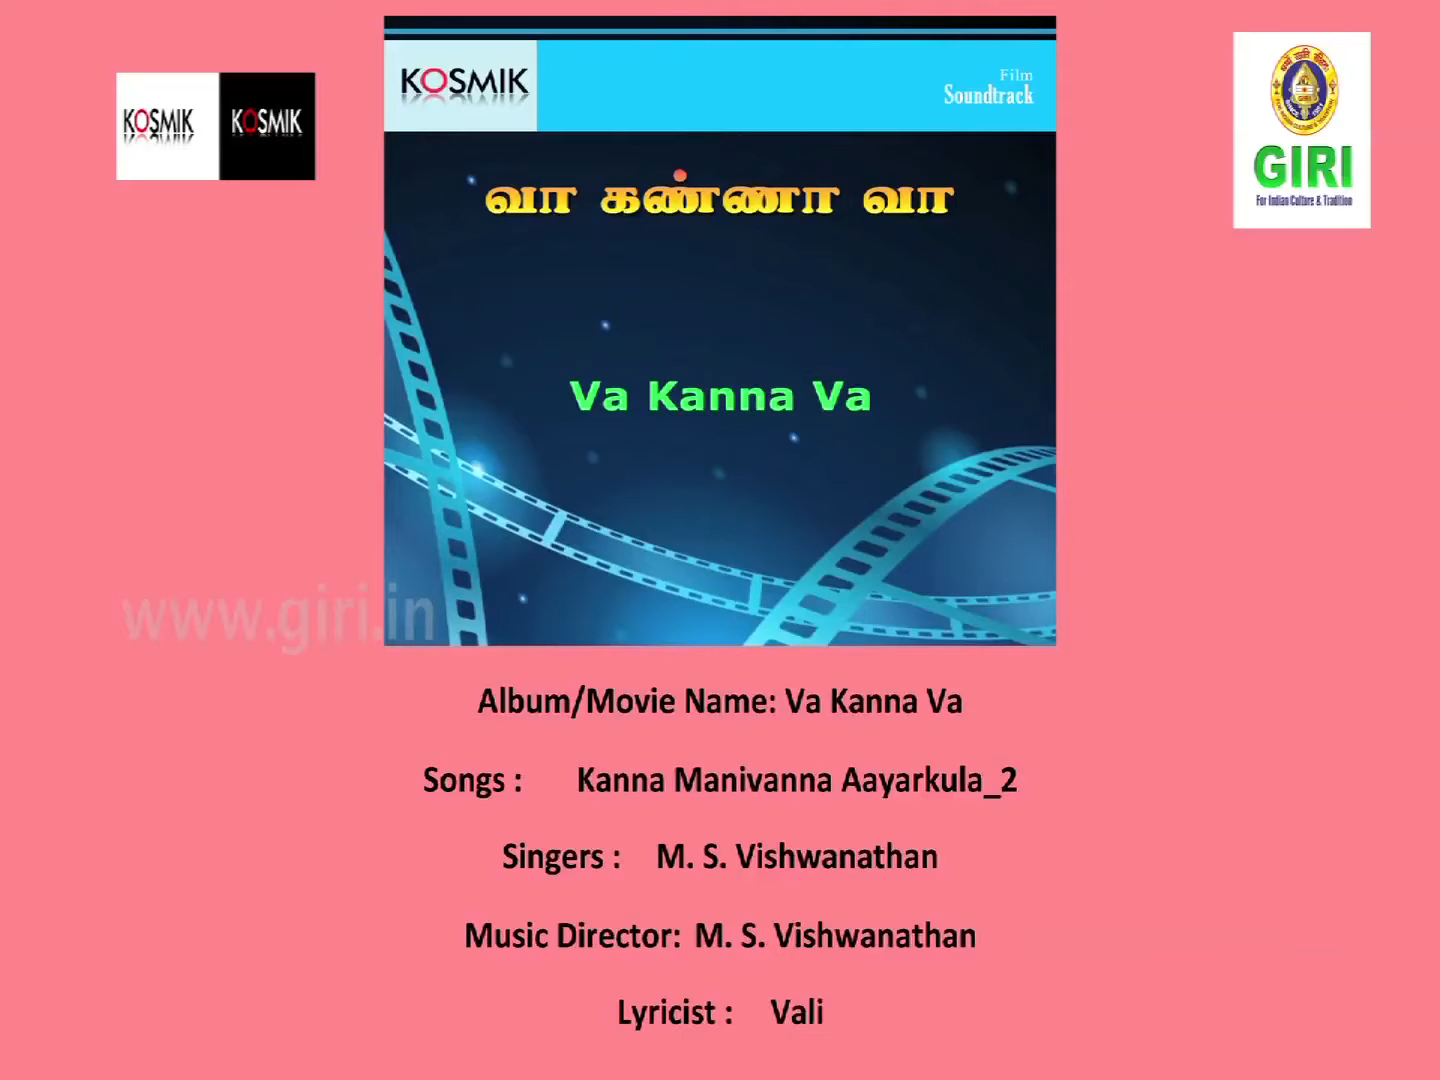 KOSMIK
Film
Soundtrack
KOSMIK KOSMIK
GIRI
For Indian Culture & Tradition
வா கண்ணா வா
Va Kanna Va
www.giri.in
Album/Movie Name: Va Kanna Va
Songs : Kanna Manivanna Aayarkula_2
Singers : M. S. Vishwanathan
Music Director: M. S. Vishwanathan
Lyricist : Vali